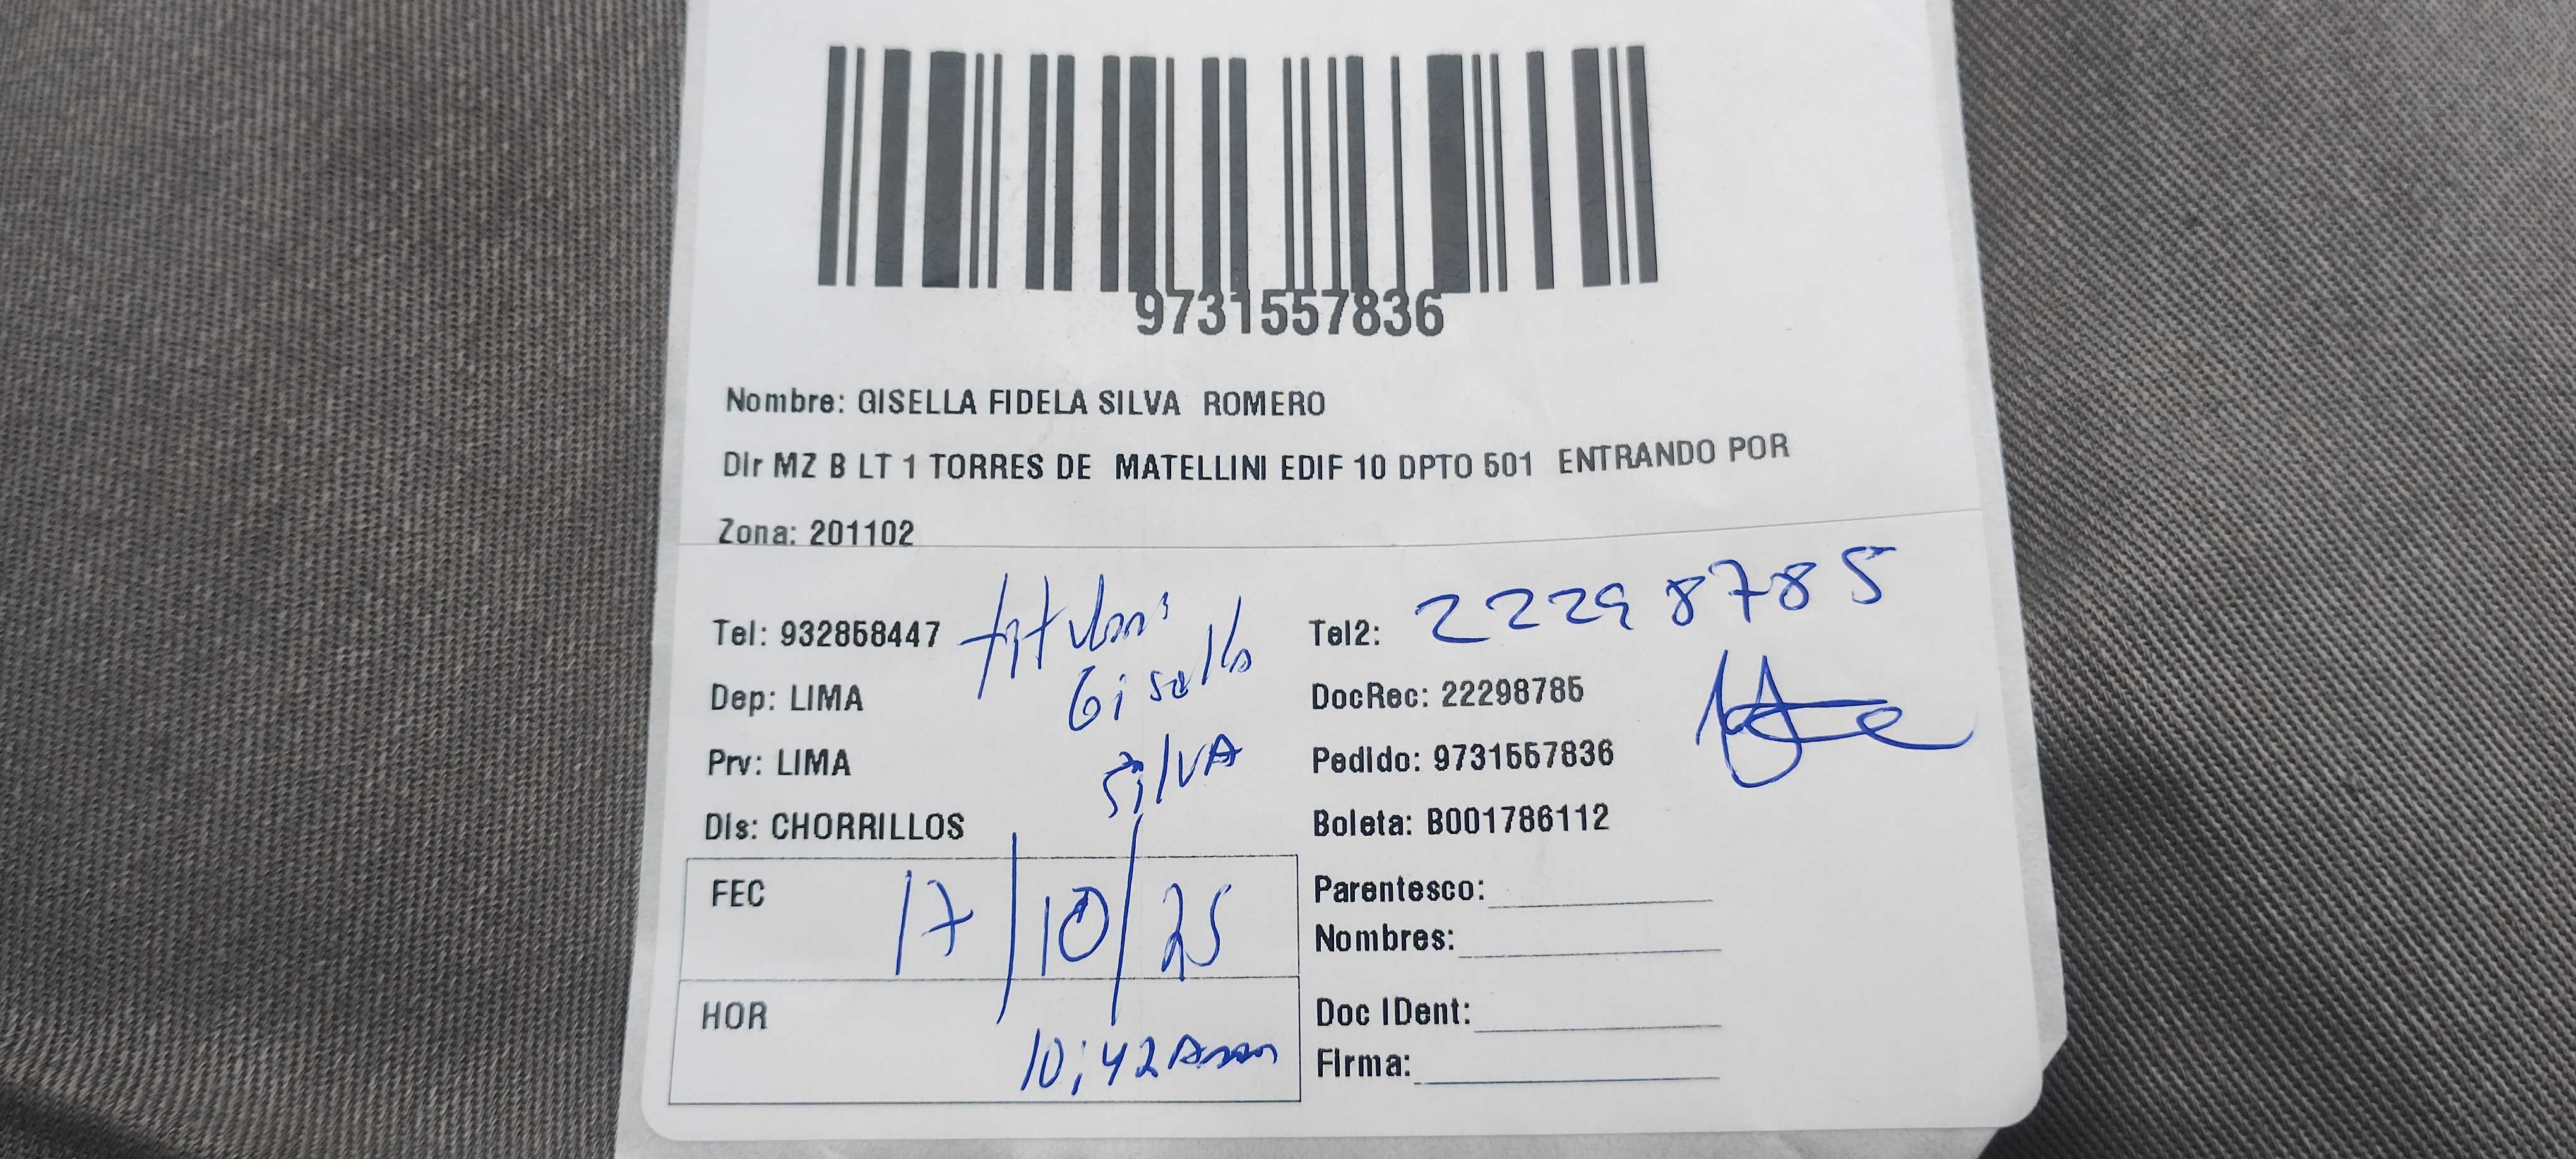 9731557836
Nombre: GISELLA FIDELA SILVA ROMERO
Dir MZ B LT 1 TORRES DE MATELLINI EDIF 10 DPTO 501 ENTRANDO POR
Zona: 201102
Tel: 932858447
Tel2: 22298785
Gisella
Dep: LIMA
DocRec: 22298785
Silva
Prv: LIMA
Pedido: 9731557836
Dis: CHORRILLOS
Boleta: B001786112
FEC 17/10/25
Parentesco:
Nombres:
HOR 10:42 Am
Doc IDent:
Firma: